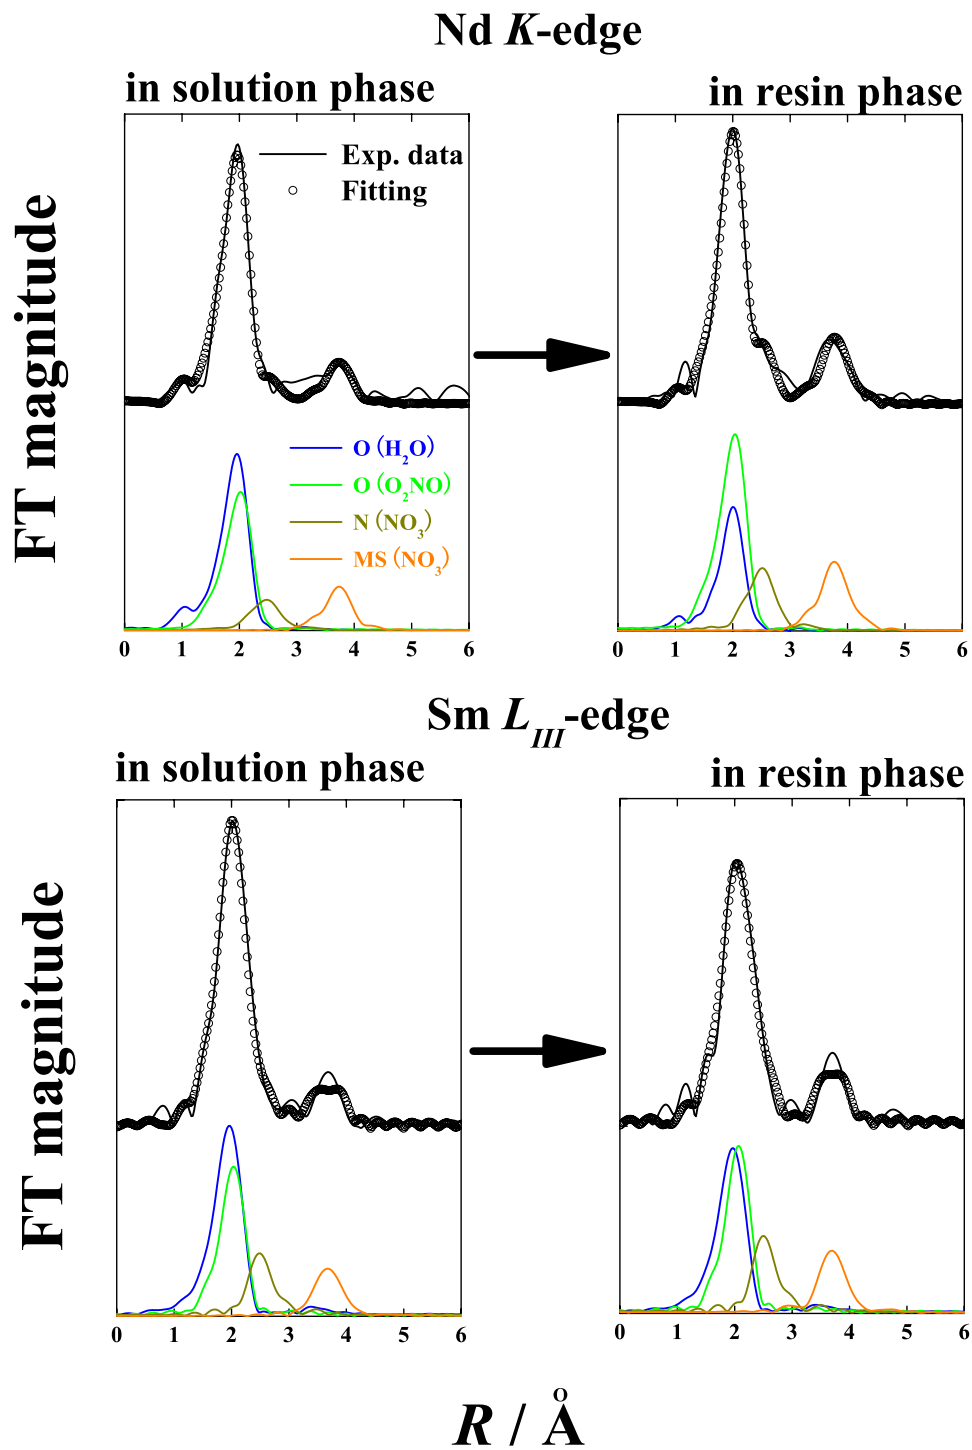 Nd K-edge
in solution phase
in resin phase
0 1 2 3 4 5 6
0 1 2 3 4 5 6
FT magnitude
Exp. data
Fitting
O (H₂O)
O (O₂NO)
N (NO₃)
MS (NO₃)
Sm L_III-edge
in solution phase
in resin phase
FT magnitude
0 1 2 3 4 5 6
0 1 2 3 4 5 6
R / Å